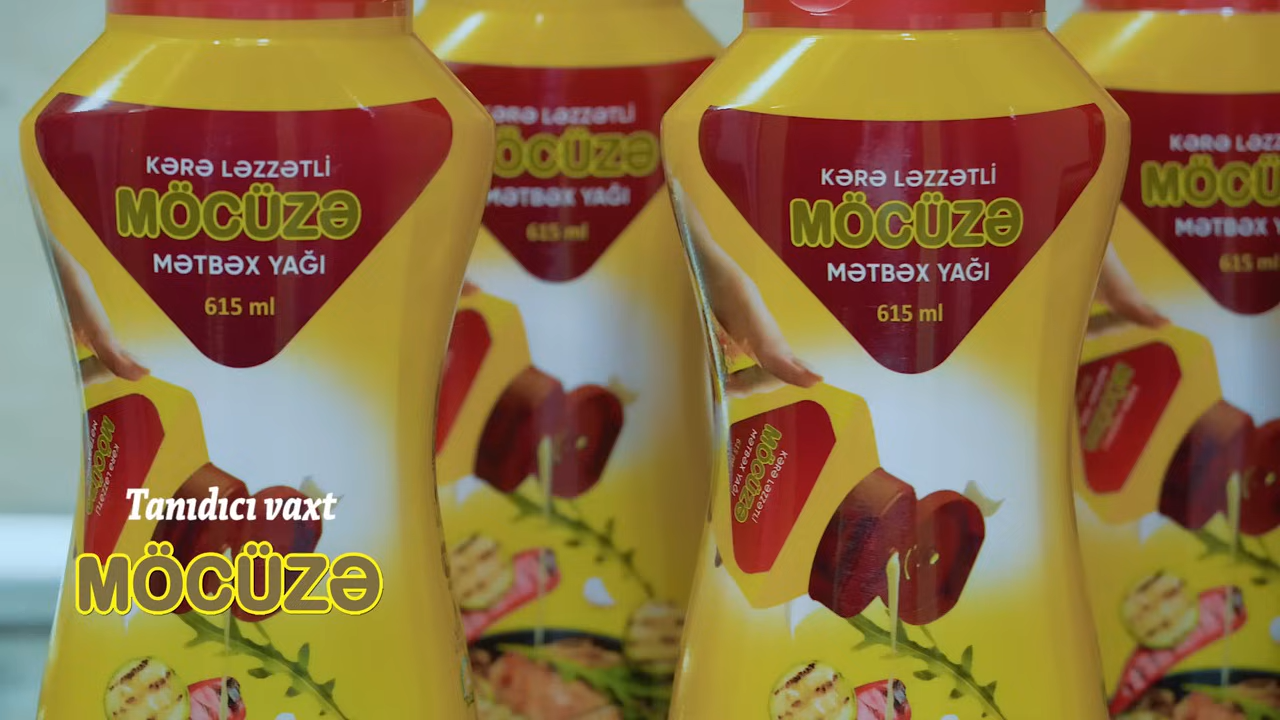 KƏRƏ LƏZZƏTLİ
MÖCÜZƏ
MƏTBƏX YAĞI
615 ml
KƏRƏ LƏZZƏTLİ
MÖCÜZƏ
MƏTBƏX YAĞI
615 ml
LƏZZƏTLİ
MƏTBƏX YAĞI
615 ml
KƏRƏ
615 ml
KƏRƏ LƏZZƏTLİ
MÖCÜZƏ
MƏTBƏX YAĞI
Tanıdıcı vaxt
MÖCÜZƏ